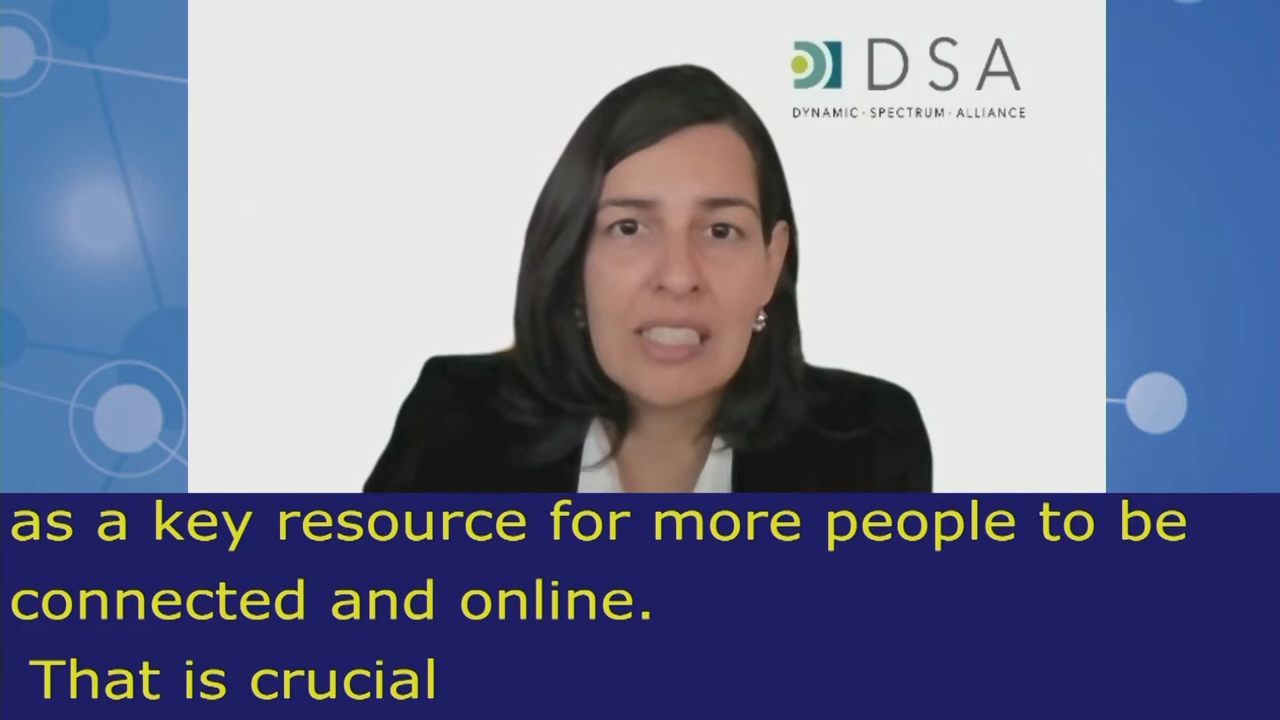 DSA
DYNAMIC · SPECTRUM · ALLIANCE
as a key resource for more people to be
connected and online.
That is crucial